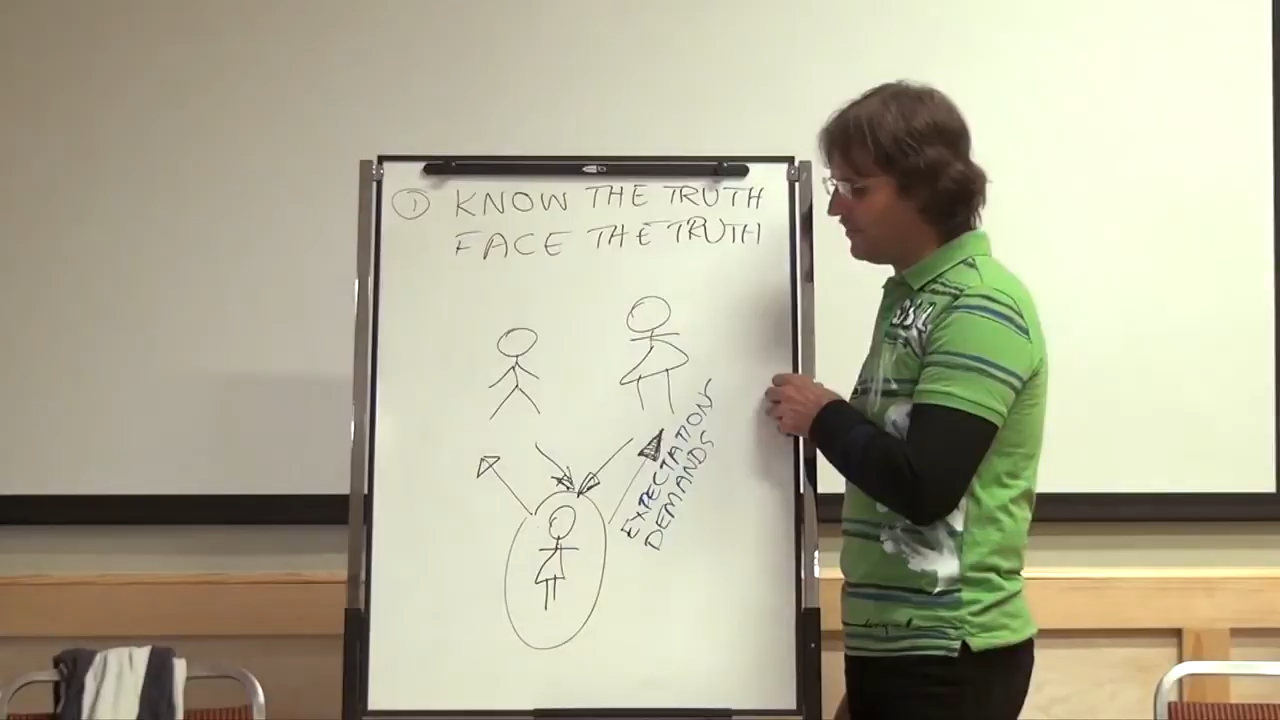 ① KNOW THE TRUTH
FACE THE TRUTH
EXPECTATIONS
DEMANDS